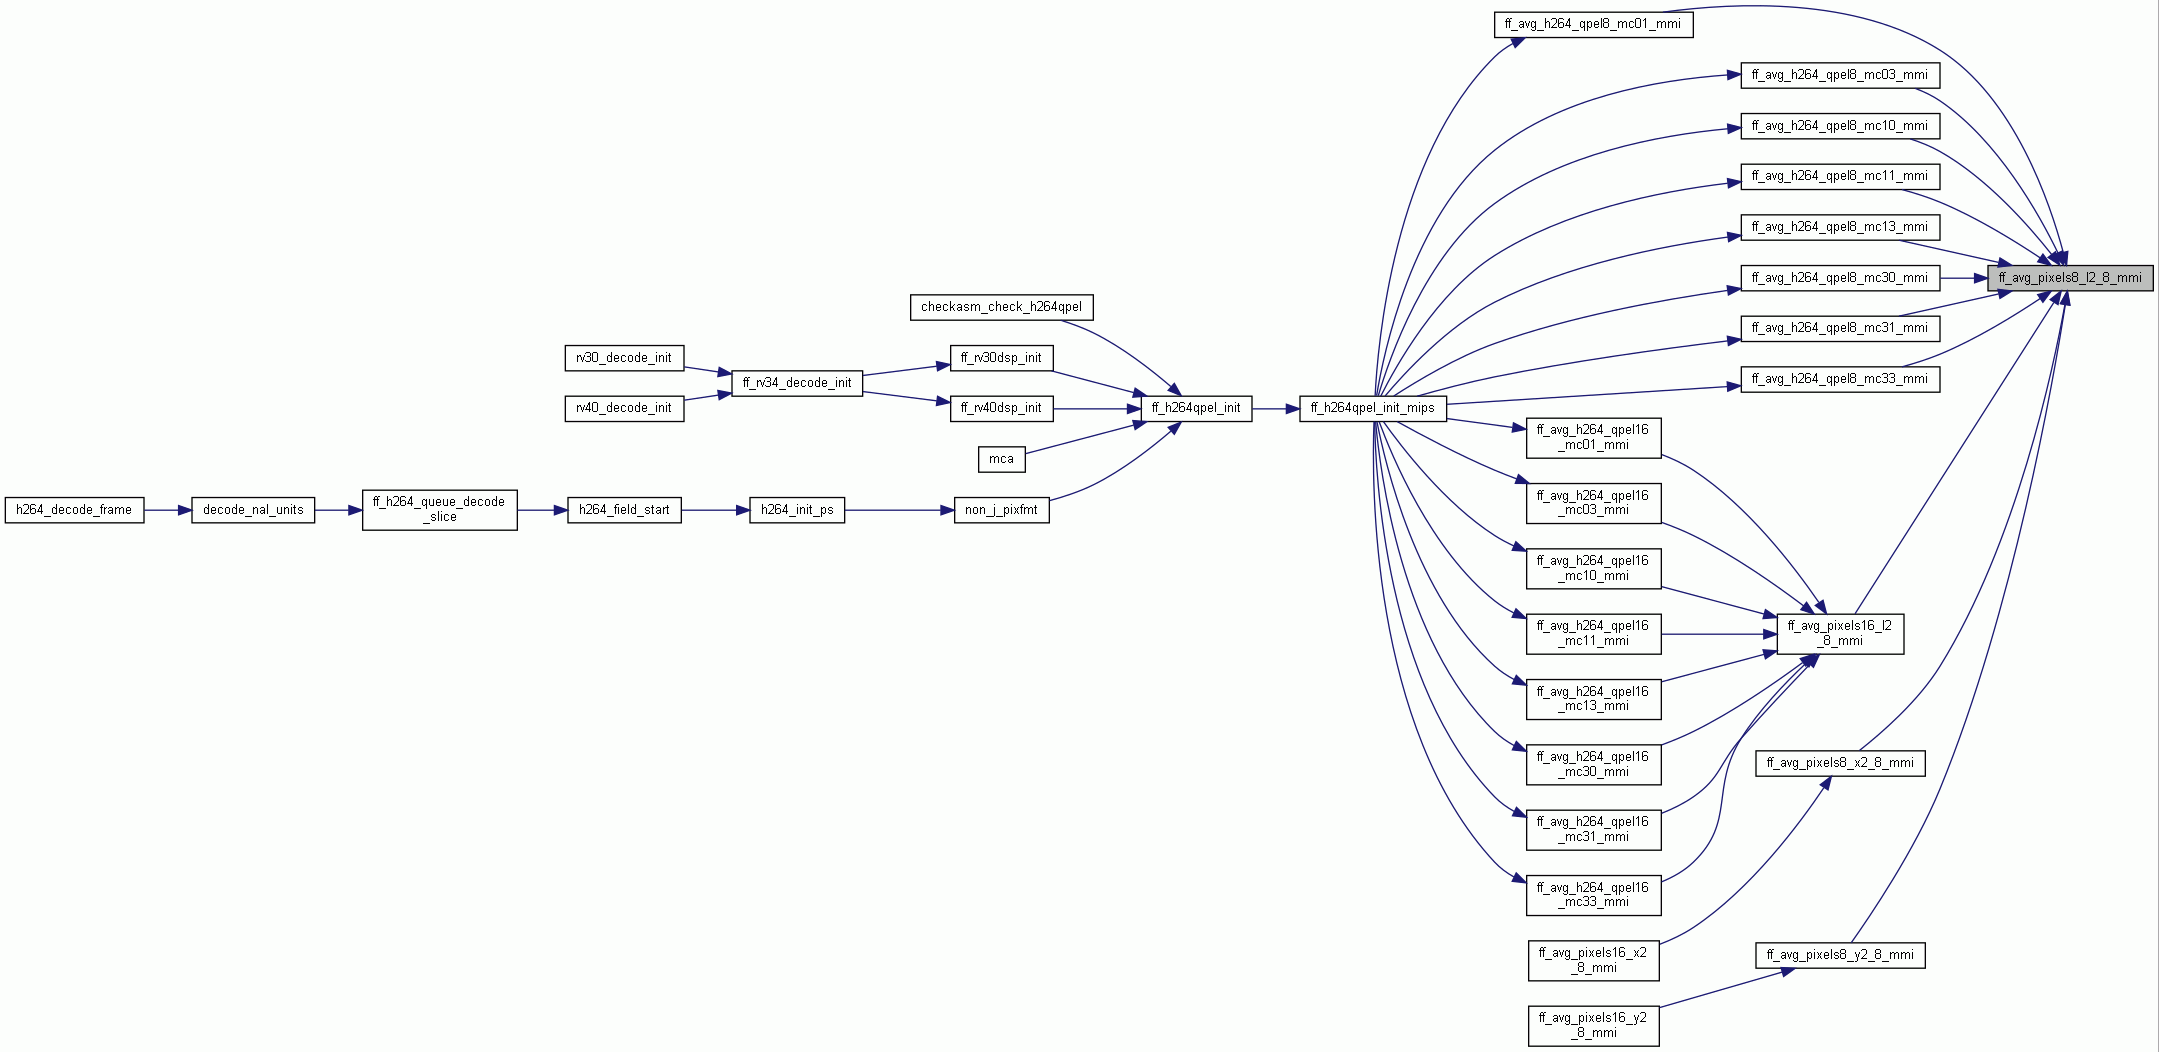 ff_avg_h264_qpel8_mc01_mmi
ff_avg_h264_qpel8_mc03_mmi
ff_avg_h264_qpel8_mc10_mmi
ff_avg_h264_qpel8_mc11_mmi
ff_avg_h264_qpel8_mc13_mmi
ff_avg_h264_qpel8_mc30_mmi
ff_avg_pixels8_l2_8_mmi
checkasm_check_h264qpel
ff_avg_h264_qpel8_mc31_mmi
rv30_decode_init
ff_rv30dsp_init
ff_rv34_decode_init
ff_avg_h264_qpel8_mc33_mmi
rv40_decode_init
ff_rv40dsp_init
ff_h264qpel_init
ff_h264qpel_init_mips
ff_avg_h264_qpel16
_mc01_mmi
mca
ff_avg_h264_qpel16
_mc03_mmi
h264_decode_frame
decode_nal_units
ff_h264_queue_decode
_slice
h264_field_start
h264_init_ps
non_j_pixfmt
ff_avg_h264_qpel16
_mc10_mmi
ff_avg_h264_qpel16
_mc11_mmi
ff_avg_pixels16_l2
_8_mmi
ff_avg_h264_qpel16
_mc13_mmi
ff_avg_h264_qpel16
_mc30_mmi
ff_avg_pixels8_x2_8_mmi
ff_avg_h264_qpel16
_mc31_mmi
ff_avg_h264_qpel16
_mc33_mmi
ff_avg_pixels16_x2
_8_mmi
ff_avg_pixels8_y2_8_mmi
ff_avg_pixels16_y2
_8_mmi